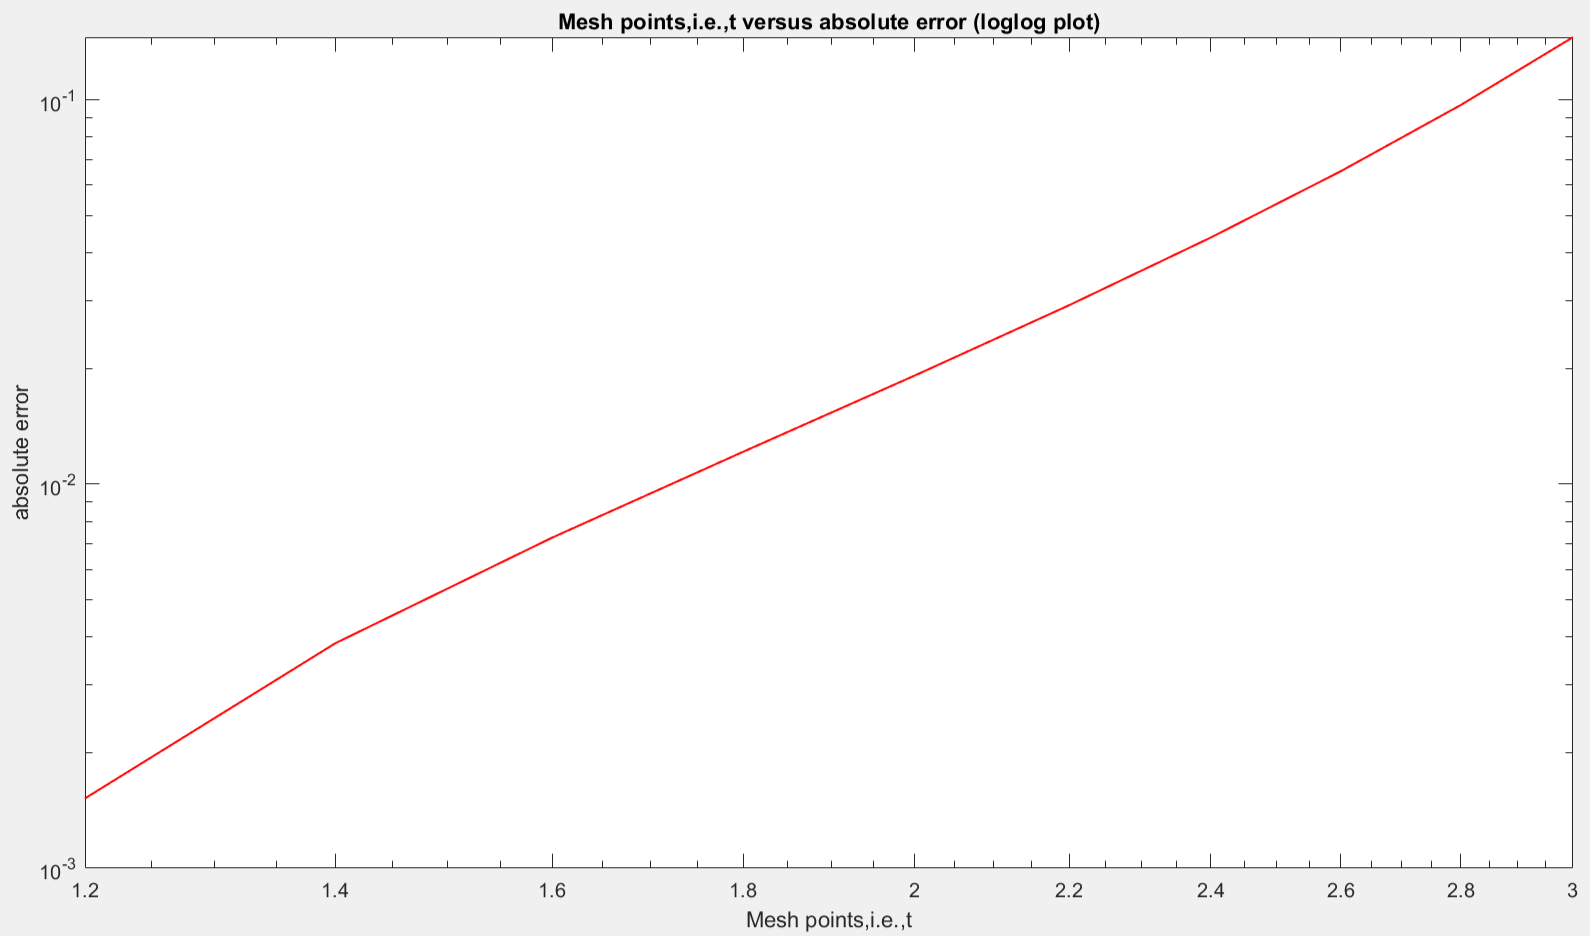 Mesh points,i.e.,t versus absolute error (loglog plot)
absolute error
10^-1
10^-2
10^-3
1.2 1.4 1.6 1.8 2 2.2 2.4 2.6 2.8 3
Mesh points,i.e.,t